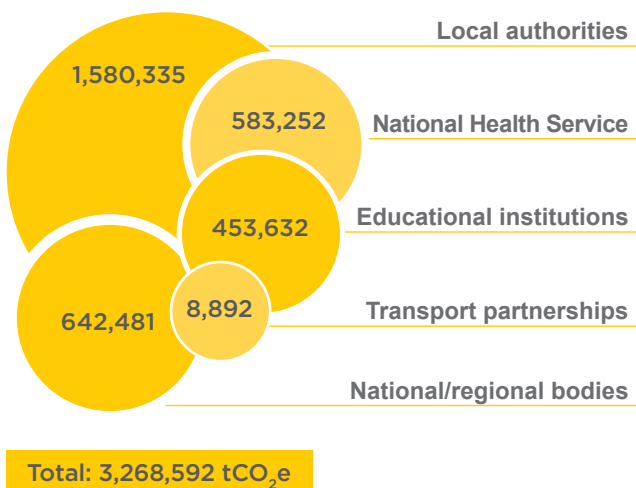 Local authorities
1,580,335
583,252
National Health Service
Educational institutions
453,632
8,892
Transport partnerships
642,481
National/regional bodies
Total: 3,268,592 tCO₂e